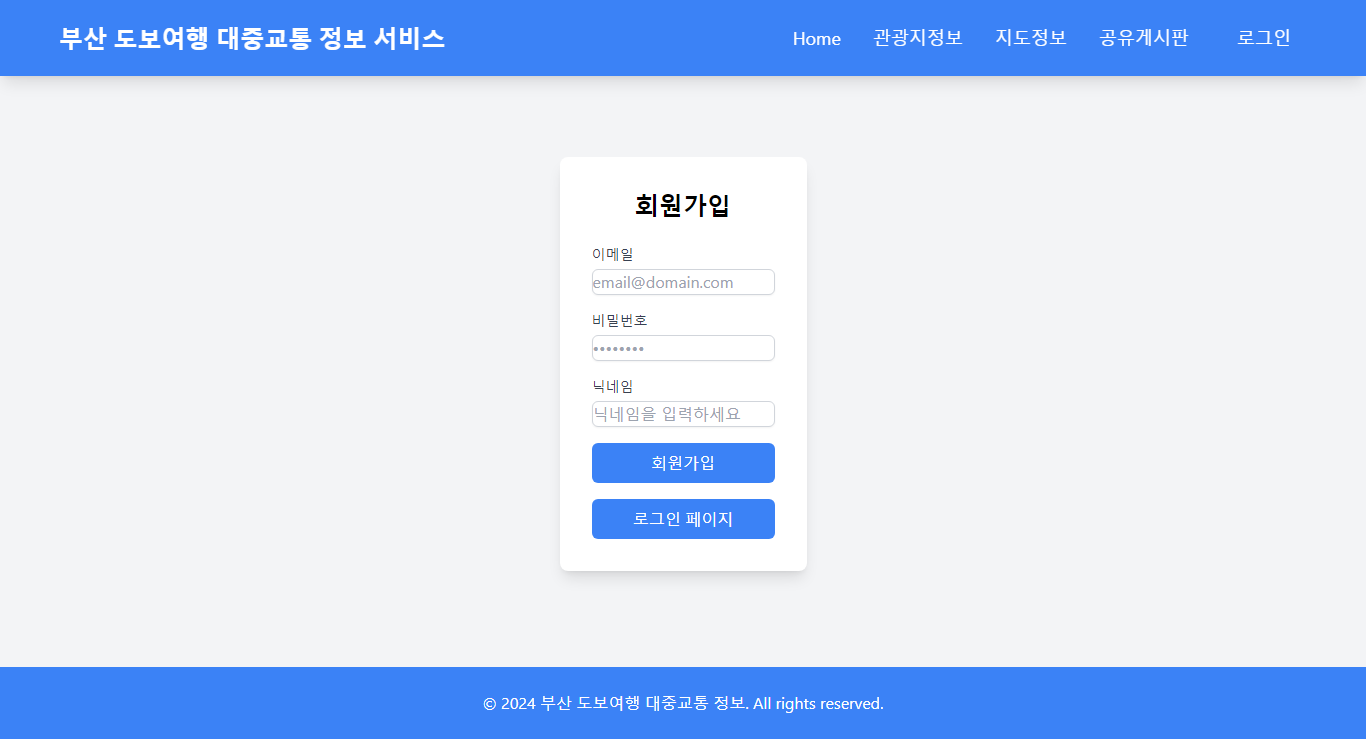 부산 도보여행 대중교통 정보 서비스
Home 관광지정보 지도정보 공유게시판 로그인
회원가입
이메일
email@domain.com
비밀번호
••••••••
닉네임
닉네임을 입력하세요
회원가입
로그인 페이지
© 2024 부산 도보여행 대중교통 정보. All rights reserved.